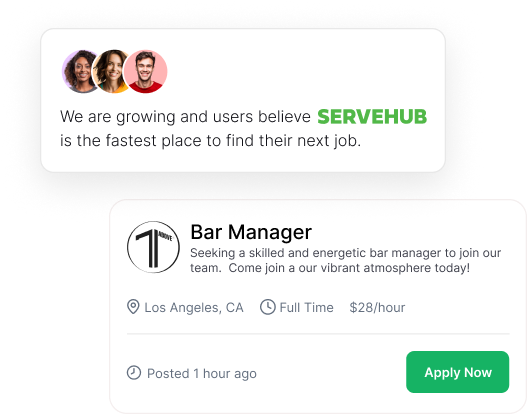 We are growing and users believe SERVEHUB
is the fastest place to find their next job.
Bar Manager
ABOVE
Seeking a skilled and energetic bar manager to join our
team. Come join a our vibrant atmosphere today!
Los Angeles, CA Full Time $28/hour
Posted 1 hour ago Apply Now